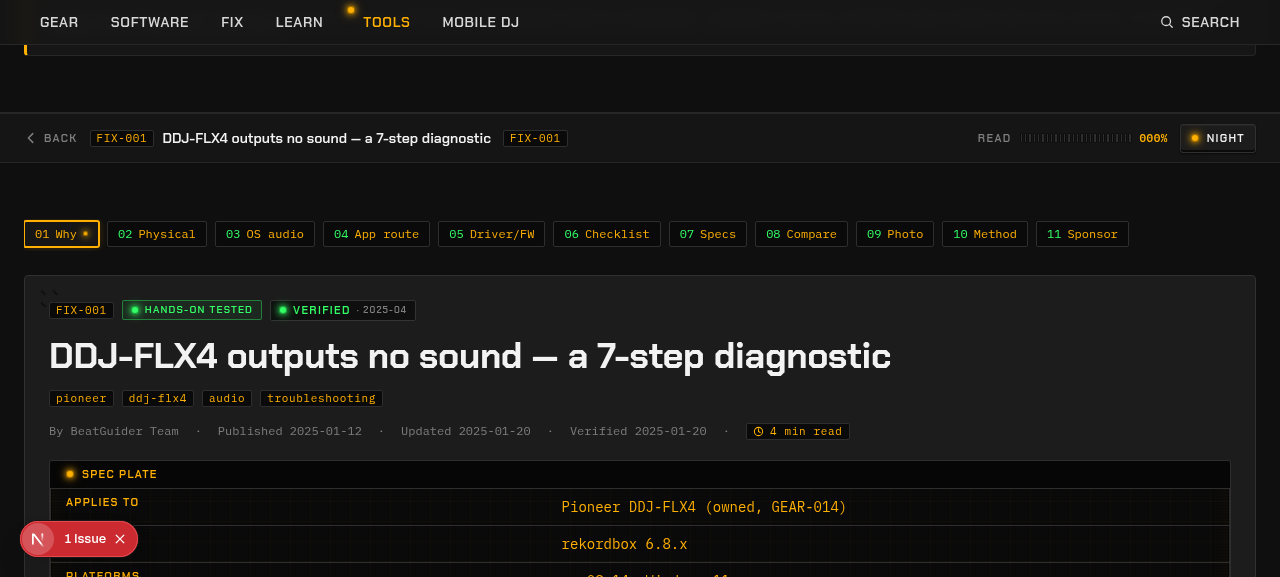 GEAR SOFTWARE FIX LEARN TOOLS MOBILE DJ SEARCH
BACK FIX-001 DDJ-FLX4 outputs no sound — a 7-step diagnostic FIX-001 READ 000% NIGHT
01 Why 02 Physical 03 OS audio 04 App route 05 Driver/FW 06 Checklist 07 Specs 08 Compare 09 Photo 10 Method 11 Sponsor
FIX-001 HANDS-ON TESTED VERIFIED · 2025-04
DDJ-FLX4 outputs no sound — a 7-step diagnostic
pioneer ddj-flx4 audio troubleshooting
By BeatGuider Team · Published 2025-01-12 · Updated 2025-01-20 · Verified 2025-01-20 · 4 min read
SPEC PLATE
APPLIES TO Pioneer DDJ-FLX4 (owned, GEAR-014)
rekordbox 6.8.x
N 1 Issue
PLATFORMS